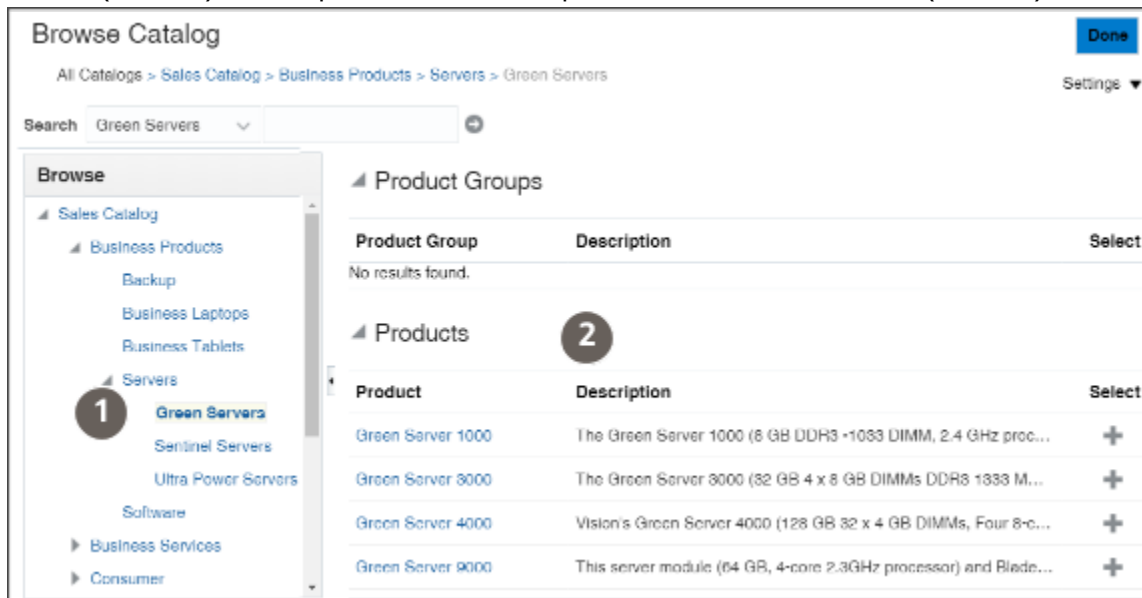 Browse Catalog
Done
All Catalogs > Sales Catalog > Business Products > Servers > Green Servers
Settings
Search Green Servers
Browse
Sales Catalog
Business Products
Backup
Business Laptops
Business Tablets
Servers
1
Green Servers
Sentinel Servers
Ultra Power Servers
Software
Business Services
Consumer
Product Groups
Product Group Description Select
No results found.
Products 2
Product Description Select
Green Server 1000 The Green Server 1000 (8 GB DDR3 -1033 DIMM, 2.4 GHz proc...
Green Server 3000 The Green Server 3000 (32 GB 4 x 8 GB DIMMs DDR3 1333 M...
Green Server 4000 Vision's Green Server 4000 (128 GB 32 x 4 GB DIMMs, Four 8-c...
Green Server 9000 This server module (64 GB, 4-core 2.3GHz processor) and Blade...